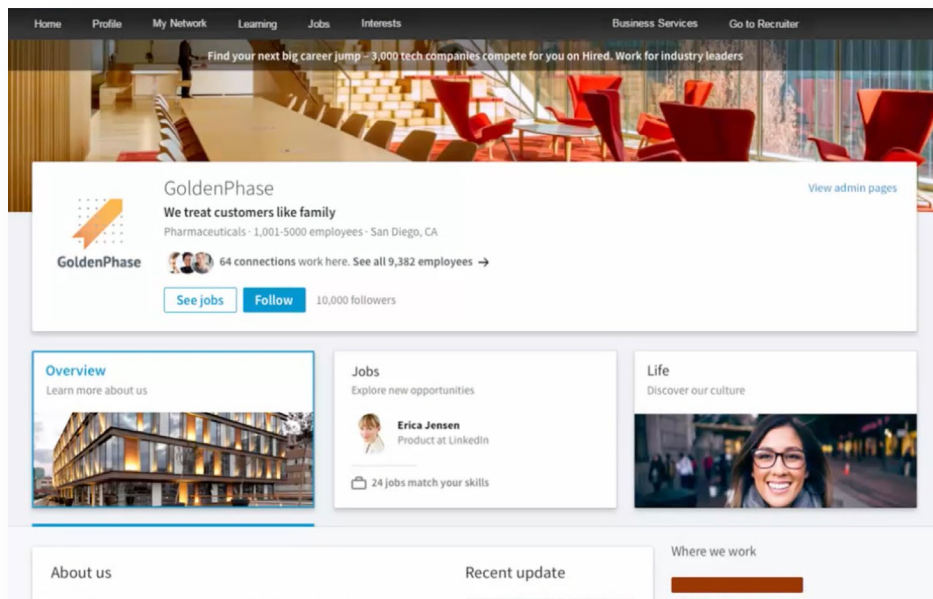 Home Profile My Network Learning Jobs Interests Business Services Go to Recruiter
Find your next big career jump – 3,000 tech companies compete for you on Hired. Work for industry leaders
GoldenPhase
View admin pages
We treat customers like family
Pharmaceuticals · 1,001-5000 employees · San Diego, CA
GoldenPhase
64 connections work here. See all 9,382 employees →
See jobs Follow 10,000 followers
Overview
Learn more about us
Jobs
Explore new opportunities
Erica Jensen
Product at LinkedIn
24 jobs match your skills
Life
Discover our culture
About us
Recent update
Where we work